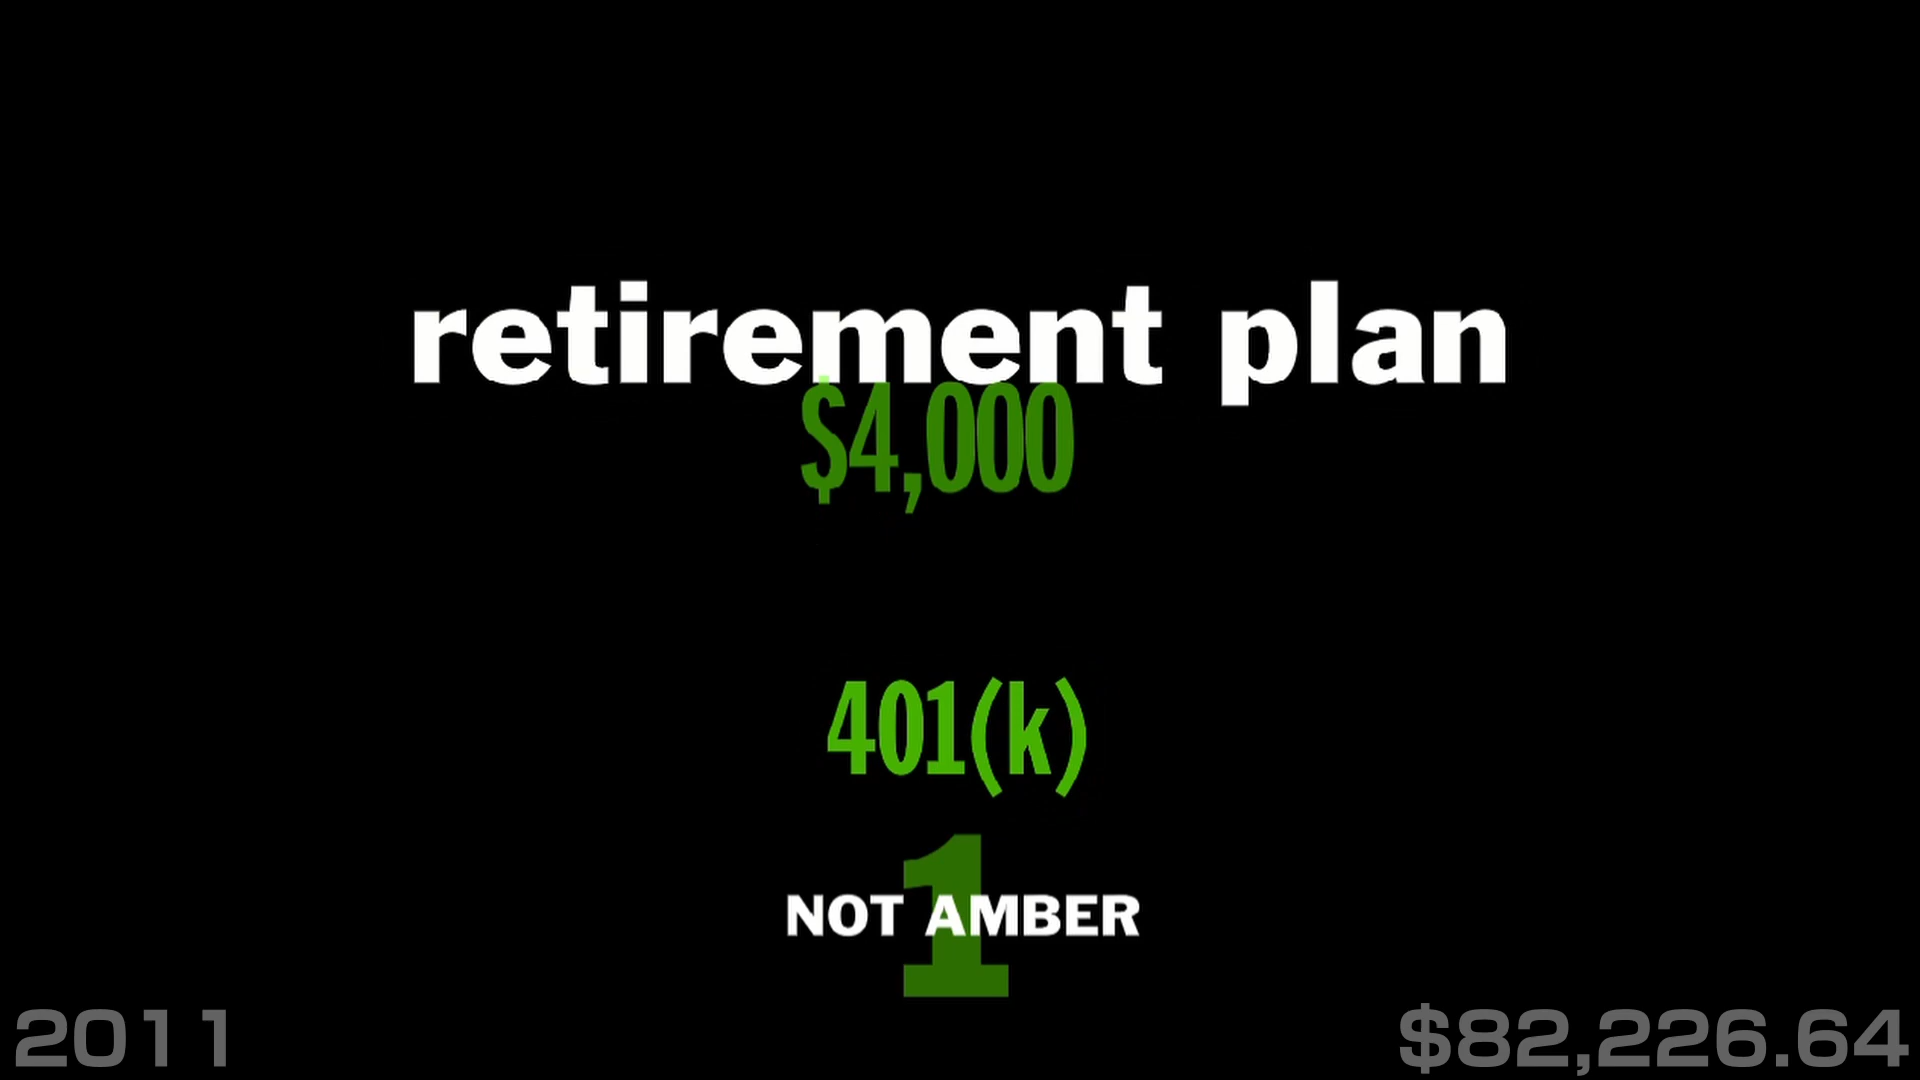 retirement plan
$4,000
401(k)
1
NOT AMBER
2011
$82,226.64